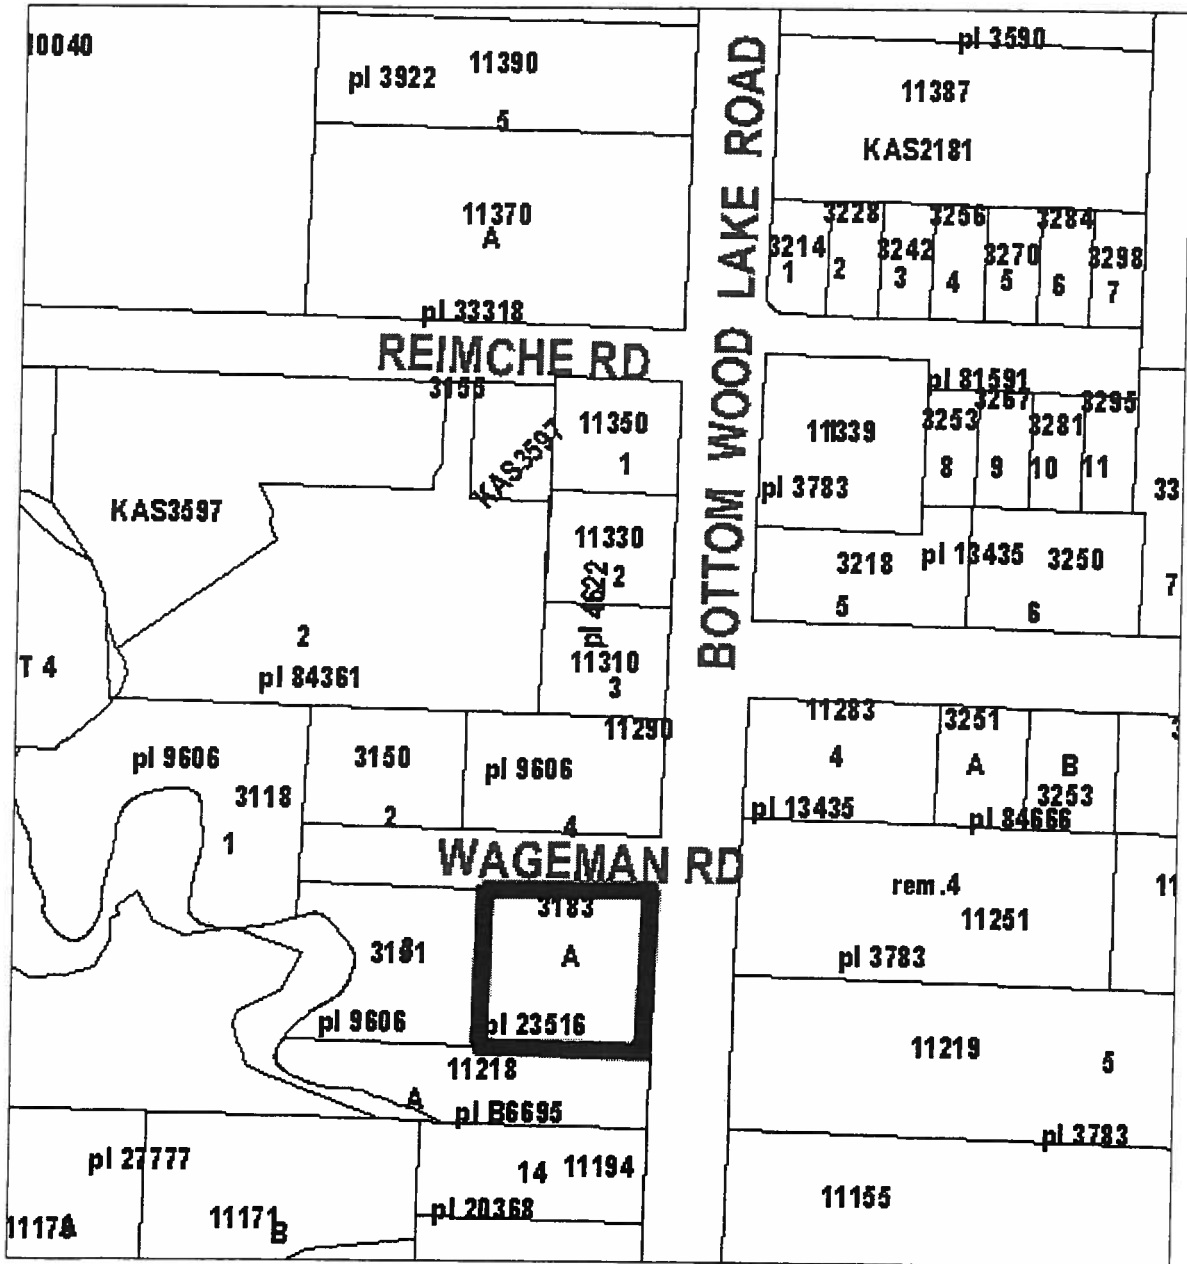 pl 3590
pl 3922
11390
5
11387
KAS2181
11370
A
3228
3256
3284
3214
3242
3270
3298
1
2
3
4
5
6
7
pl 33318
REIMCHE RD
BOTTOM WOOD LAKE ROAD
3155
KAS3597
11350
1
11339
pl 3783
pl 81591
3267
3295
3253
3281
8
9
10
11
33
KAS3597
11330
2
pl 4622
3218
pl 13435
3250
5
6
7
11310
3
2
pl 84361
T 4
11290
11283
3251
4
A
B
3253
pl 13435
pl 84666
pl 9606
3150
pl 9606
3118
2
4
1
WAGEMAN RD
rem.4
11
11251
pl 3783
3183
A
pl 23516
pl 9606
11218
A
pl B6695
11219
5
pl 3783
pl 27777
14
11194
pl 20368
11155
11171
B
A